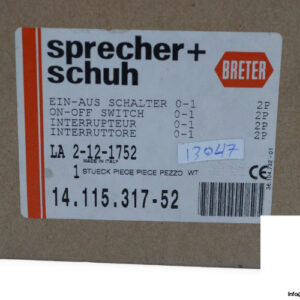 sprecher+
schuh
BRETER
EIN-AUS SCHALTER 0-1 2P
ON-OFF SWITCH 0-1 2P
INTERRUPTEUR 0-1 2P
INTERRUTTORE 0-1 2P
LA 2-12-1752
MADE IN ITALY
13047
1 STUECK PIECE PIECE PEZZO WT
CE
14.115.317-52